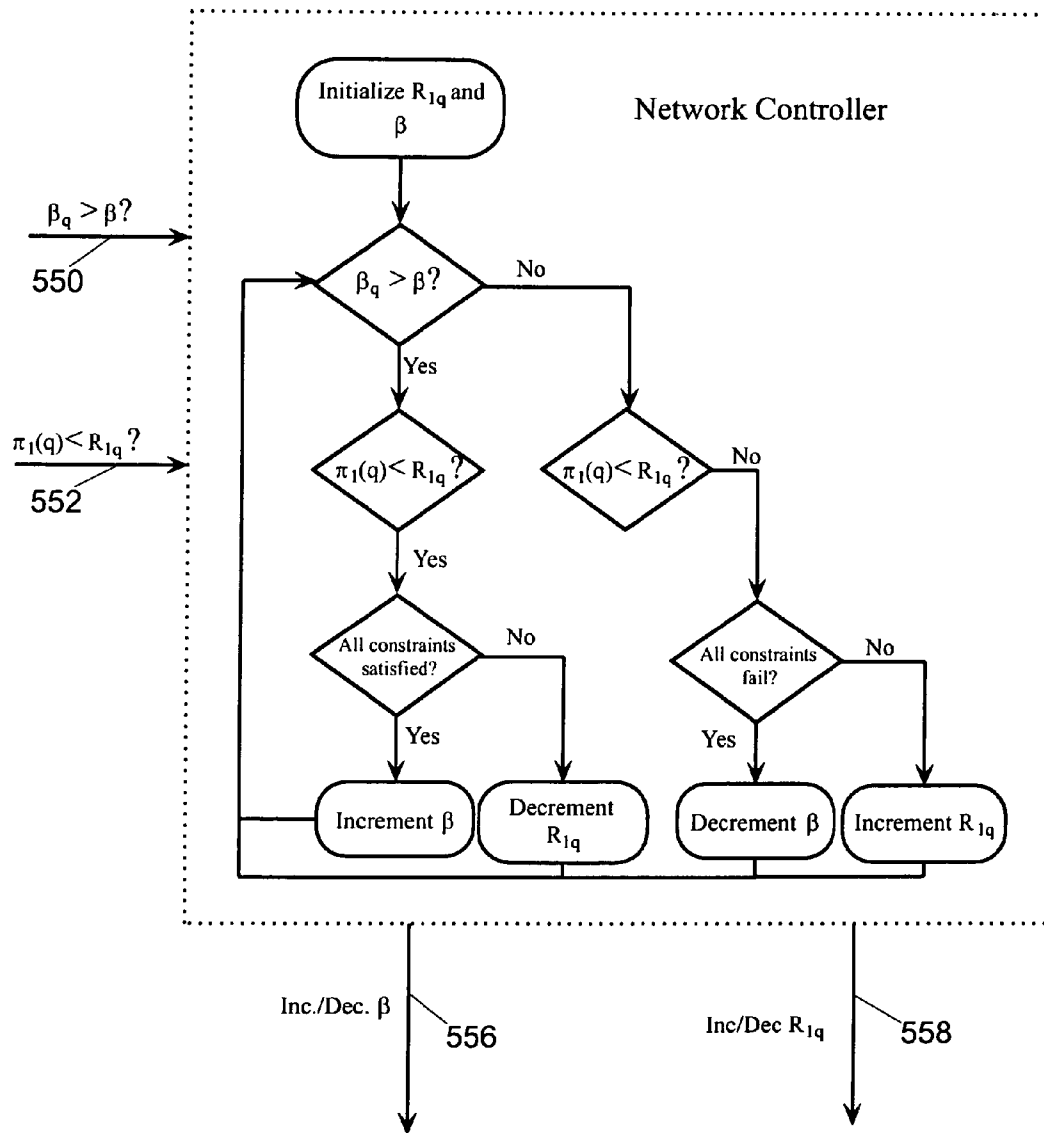 Initialize R1q and
β
Network Controller
βq > β?
550
βq > β?
No
Yes
π1(q)< R1q ?
552
π1(q)< R1q ?
π1(q)< R1q ?
No
Yes
All constraints
satisfied?
No
All constraints
fail?
No
Yes
Yes
Increment β
Decrement
R1q
Decrement β
Increment R1q
Inc./Dec. β
556
Inc/Dec R1q
558